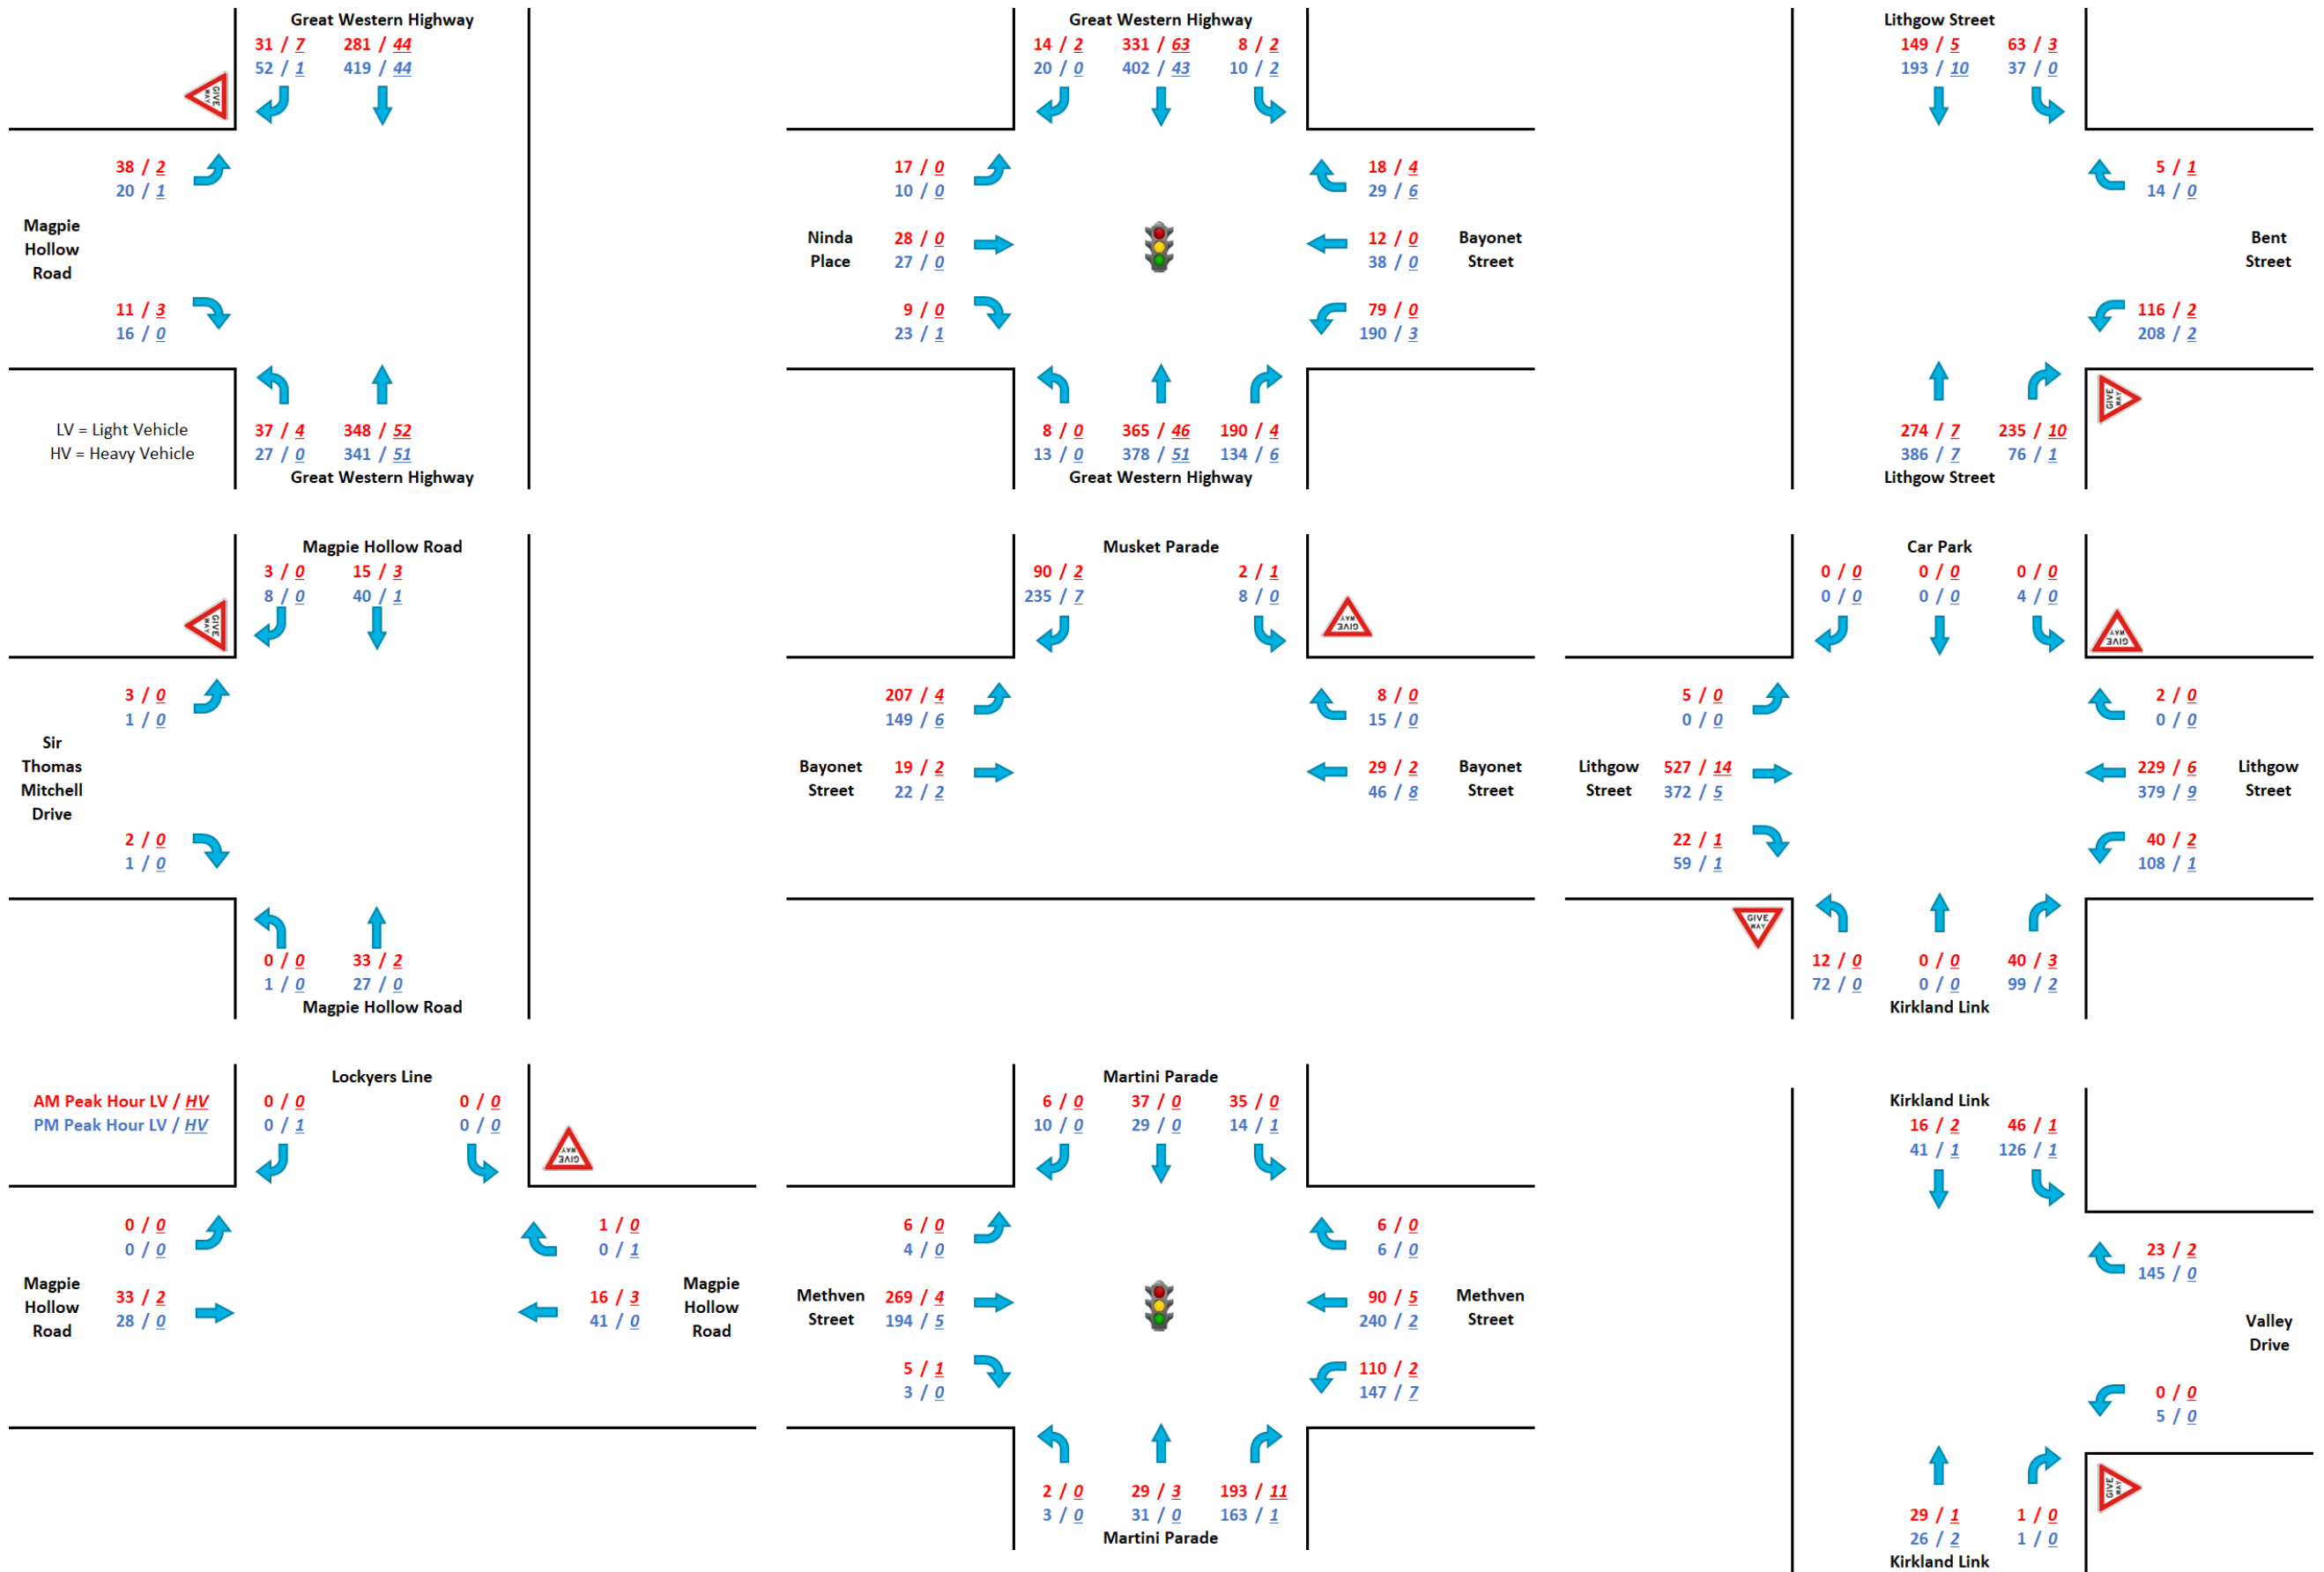 Great Western Highway
31 / 7 281 / 44
52 / 1 419 / 44
GIVE WAY
38 / 2
20 / 1
Magpie
Hollow
Road
11 / 3
16 / 0
LV = Light Vehicle
HV = Heavy Vehicle
37 / 4 348 / 52
27 / 0 341 / 51
Great Western Highway
Great Western Highway
14 / 2 331 / 63 8 / 2
20 / 0 402 / 43 10 / 2
17 / 0
10 / 0
18 / 4
29 / 6
Ninda
Place
28 / 0
27 / 0
12 / 0
38 / 0
Bayonet
Street
9 / 0
23 / 1
79 / 0
190 / 3
8 / 0 365 / 46 190 / 4
13 / 0 378 / 51 134 / 6
Great Western Highway
Lithgow Street
149 / 5 63 / 3
193 / 10 37 / 0
5 / 1
14 / 0
Bent
Street
116 / 2
208 / 2
GIVE WAY
274 / 7 235 / 10
386 / 7 76 / 1
Lithgow Street
Magpie Hollow Road
3 / 0 15 / 3
8 / 0 40 / 1
GIVE WAY
3 / 0
1 / 0
Sir
Thomas
Mitchell
Drive
2 / 0
1 / 0
0 / 0 33 / 2
1 / 0 27 / 0
Magpie Hollow Road
Musket Parade
90 / 2 2 / 1
235 / 7 8 / 0
GIVE WAY
207 / 4
149 / 6
8 / 0
15 / 0
Bayonet
Street
19 / 2
22 / 2
29 / 2
46 / 8
Bayonet
Street
Car Park
0 / 0 0 / 0 0 / 0
0 / 0 0 / 0 4 / 0
GIVE WAY
5 / 0
0 / 0
2 / 0
0 / 0
Lithgow
Street
527 / 14
372 / 5
229 / 6
379 / 9
Lithgow
Street
22 / 1
59 / 1
40 / 2
108 / 1
GIVE
WAY
12 / 0 0 / 0 40 / 3
72 / 0 0 / 0 99 / 2
Kirkland Link
Lockyers Line
AM Peak Hour LV / HV
PM Peak Hour LV / HV
0 / 0 0 / 0
0 / 1 0 / 0
GIVE WAY
0 / 0
0 / 0
1 / 0
0 / 1
Magpie
Hollow
Road
33 / 2
28 / 0
16 / 3
41 / 0
Magpie
Hollow
Road
Martini Parade
6 / 0 37 / 0 35 / 0
10 / 0 29 / 0 14 / 1
6 / 0
4 / 0
6 / 0
6 / 0
Methven
Street
269 / 4
194 / 5
90 / 5
240 / 2
Methven
Street
5 / 1
3 / 0
110 / 2
147 / 7
2 / 0 29 / 3 193 / 11
3 / 0 31 / 0 163 / 1
Martini Parade
Kirkland Link
16 / 2 46 / 1
41 / 1 126 / 1
23 / 2
145 / 0
Valley
Drive
0 / 0
5 / 0
GIVE WAY
29 / 1 1 / 0
26 / 2 1 / 0
Kirkland Link